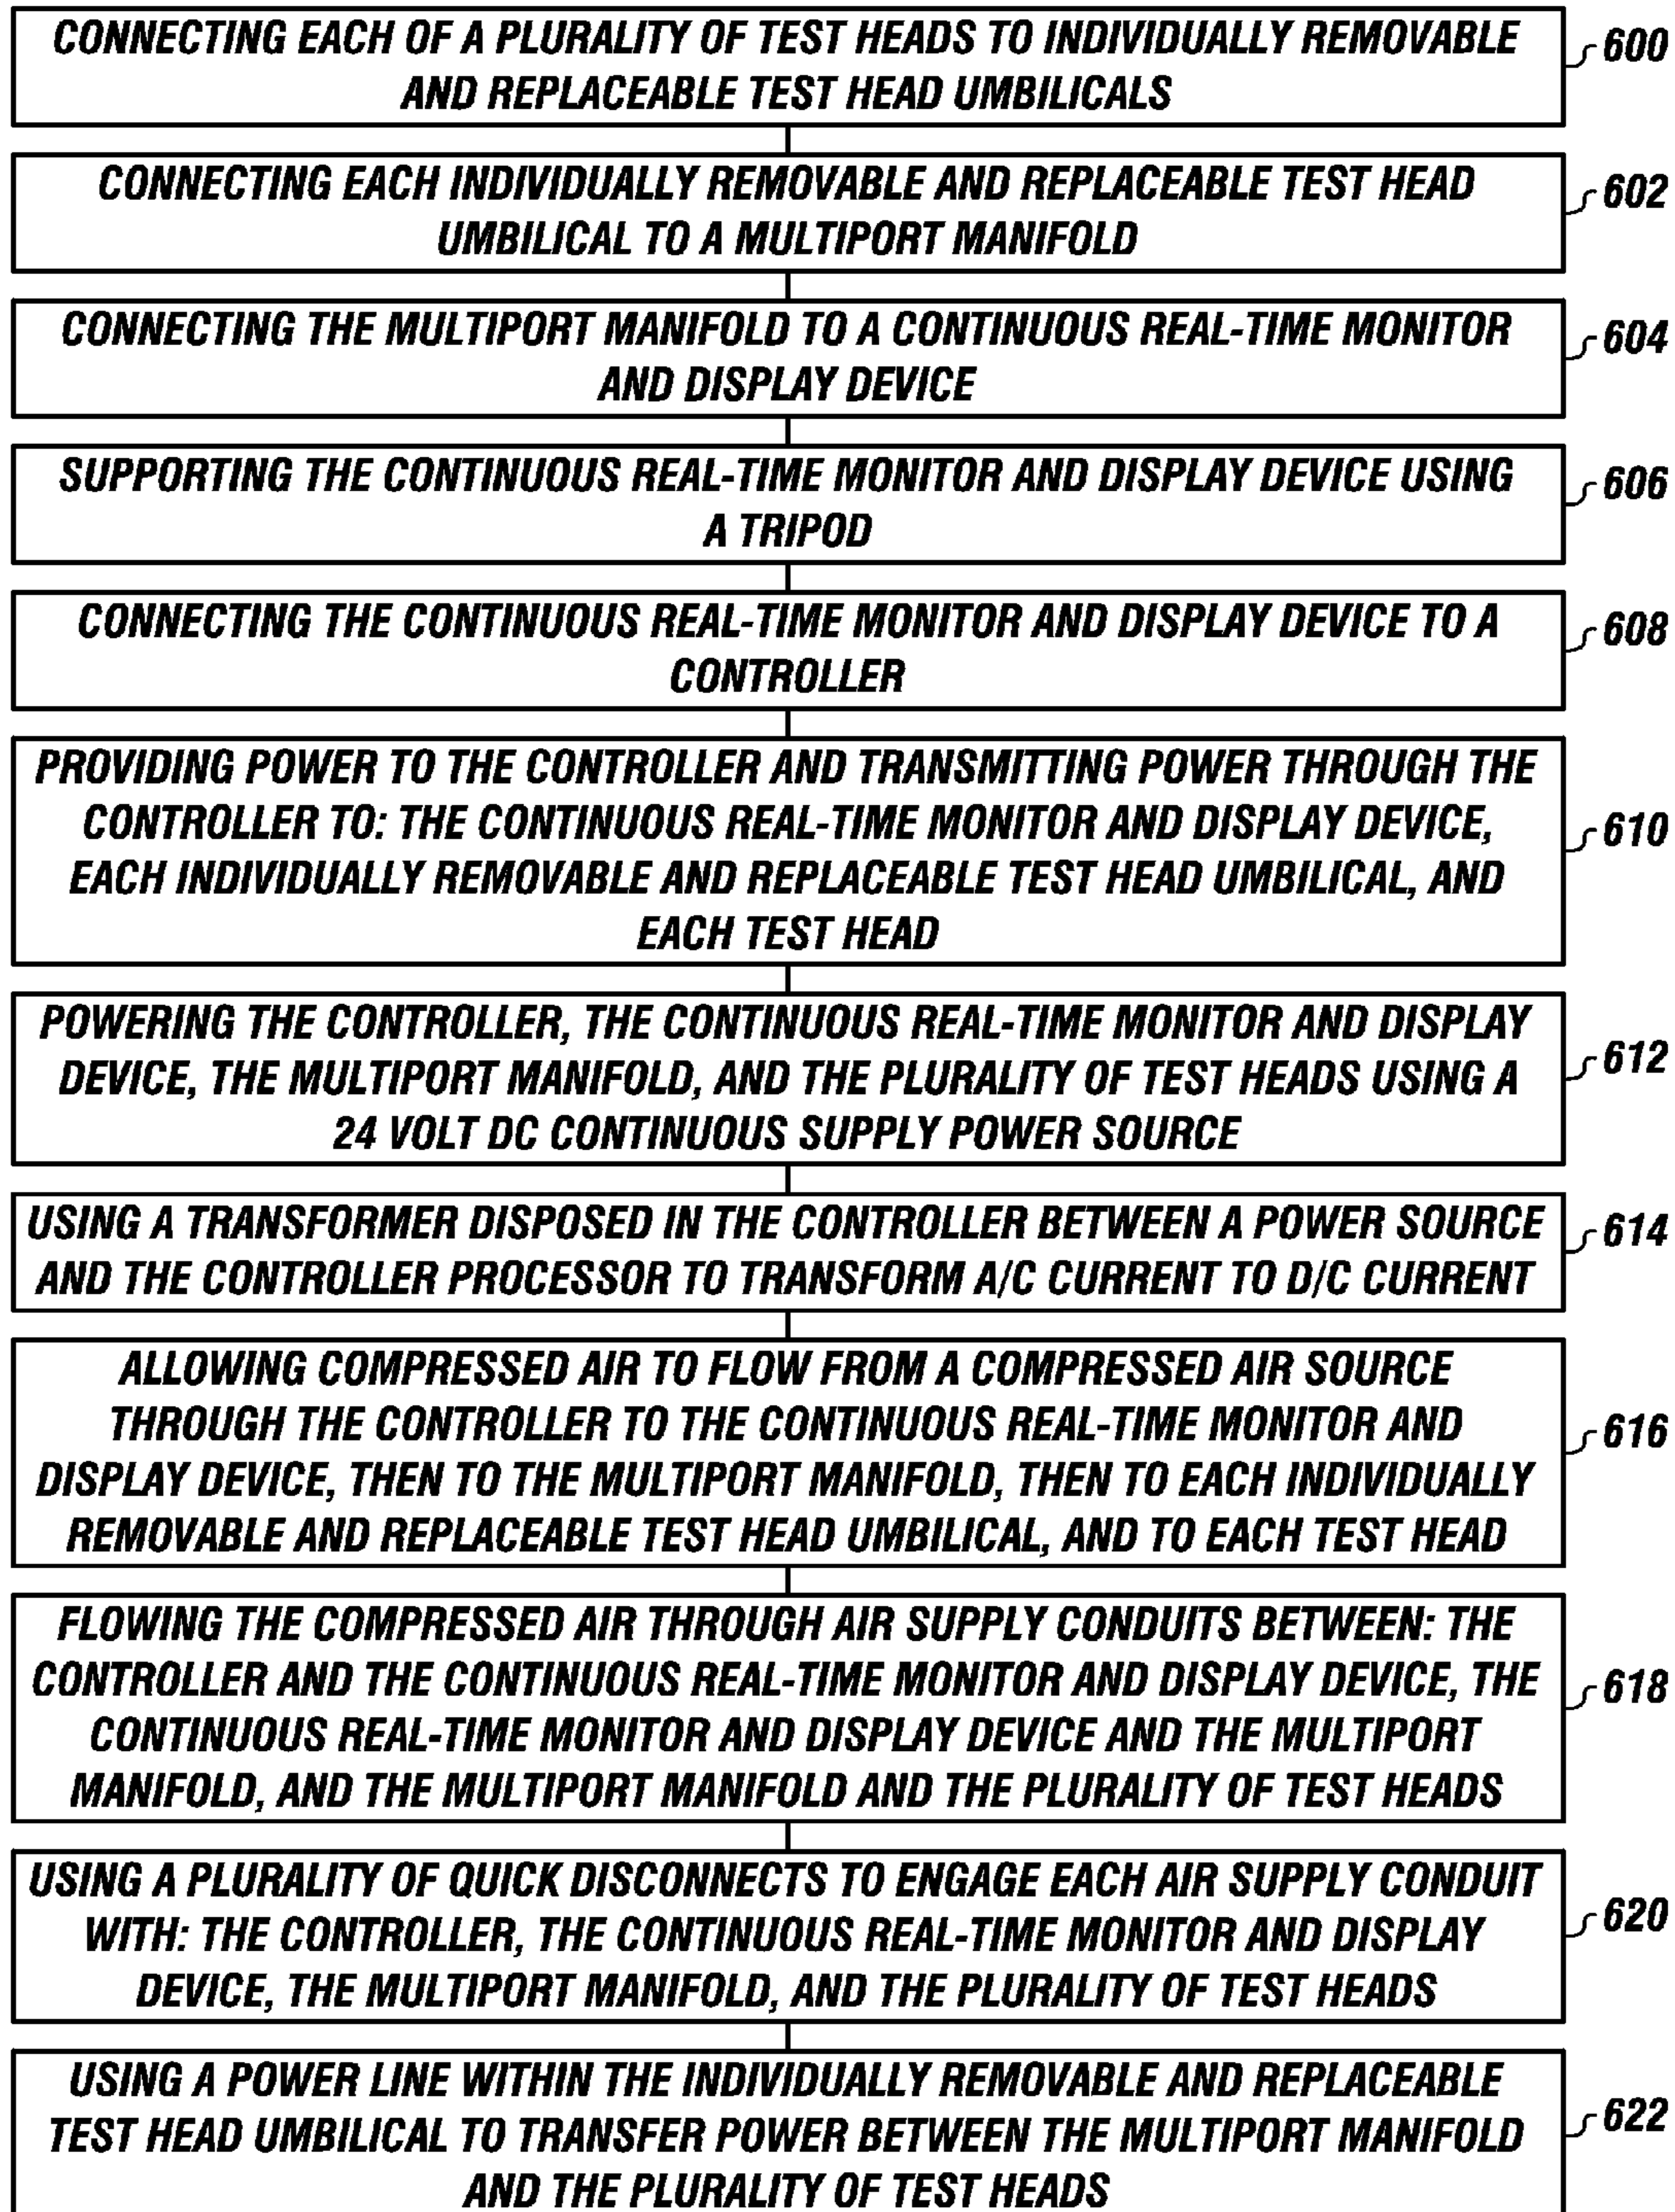 CONNECTING EACH OF A PLURALITY OF TEST HEADS TO INDIVIDUALLY REMOVABLE
AND REPLACEABLE TEST HEAD UMBILICALS
600
CONNECTING EACH INDIVIDUALLY REMOVABLE AND REPLACEABLE TEST HEAD
UMBILICAL TO A MULTIPORT MANIFOLD
602
CONNECTING THE MULTIPORT MANIFOLD TO A CONTINUOUS REAL-TIME MONITOR
AND DISPLAY DEVICE
604
SUPPORTING THE CONTINUOUS REAL-TIME MONITOR AND DISPLAY DEVICE USING
A TRIPOD
606
CONNECTING THE CONTINUOUS REAL-TIME MONITOR AND DISPLAY DEVICE TO A
CONTROLLER
608
PROVIDING POWER TO THE CONTROLLER AND TRANSMITTING POWER THROUGH THE
CONTROLLER TO: THE CONTINUOUS REAL-TIME MONITOR AND DISPLAY DEVICE,
EACH INDIVIDUALLY REMOVABLE AND REPLACEABLE TEST HEAD UMBILICAL, AND
EACH TEST HEAD
610
POWERING THE CONTROLLER, THE CONTINUOUS REAL-TIME MONITOR AND DISPLAY
DEVICE, THE MULTIPORT MANIFOLD, AND THE PLURALITY OF TEST HEADS USING A
24 VOLT DC CONTINUOUS SUPPLY POWER SOURCE
612
USING A TRANSFORMER DISPOSED IN THE CONTROLLER BETWEEN A POWER SOURCE
AND THE CONTROLLER PROCESSOR TO TRANSFORM A/C CURRENT TO D/C CURRENT
614
ALLOWING COMPRESSED AIR TO FLOW FROM A COMPRESSED AIR SOURCE
THROUGH THE CONTROLLER TO THE CONTINUOUS REAL-TIME MONITOR AND
DISPLAY DEVICE, THEN TO THE MULTIPORT MANIFOLD, THEN TO EACH INDIVIDUALLY
REMOVABLE AND REPLACEABLE TEST HEAD UMBILICAL, AND TO EACH TEST HEAD
616
FLOWING THE COMPRESSED AIR THROUGH AIR SUPPLY CONDUITS BETWEEN: THE
CONTROLLER AND THE CONTINUOUS REAL-TIME MONITOR AND DISPLAY DEVICE, THE
CONTINUOUS REAL-TIME MONITOR AND DISPLAY DEVICE AND THE MULTIPORT
MANIFOLD, AND THE MULTIPORT MANIFOLD AND THE PLURALITY OF TEST HEADS
618
USING A PLURALITY OF QUICK DISCONNECTS TO ENGAGE EACH AIR SUPPLY CONDUIT
WITH: THE CONTROLLER, THE CONTINUOUS REAL-TIME MONITOR AND DISPLAY
DEVICE, THE MULTIPORT MANIFOLD, AND THE PLURALITY OF TEST HEADS
620
USING A POWER LINE WITHIN THE INDIVIDUALLY REMOVABLE AND REPLACEABLE
TEST HEAD UMBILICAL TO TRANSFER POWER BETWEEN THE MULTIPORT MANIFOLD
AND THE PLURALITY OF TEST HEADS
622